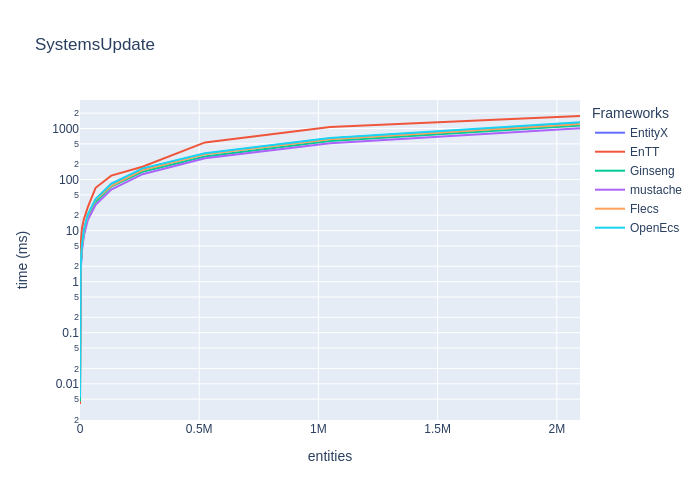 SystemsUpdate
2
1000
5
2
100
5
2
10
5
2
1
5
2
0.1
5
2
0.01
5
2
0
0.5M
1M
1.5M
2M
entities
time (ms)
Frameworks
EntityX
EnTT
Ginseng
mustache
Flecs
OpenEcs